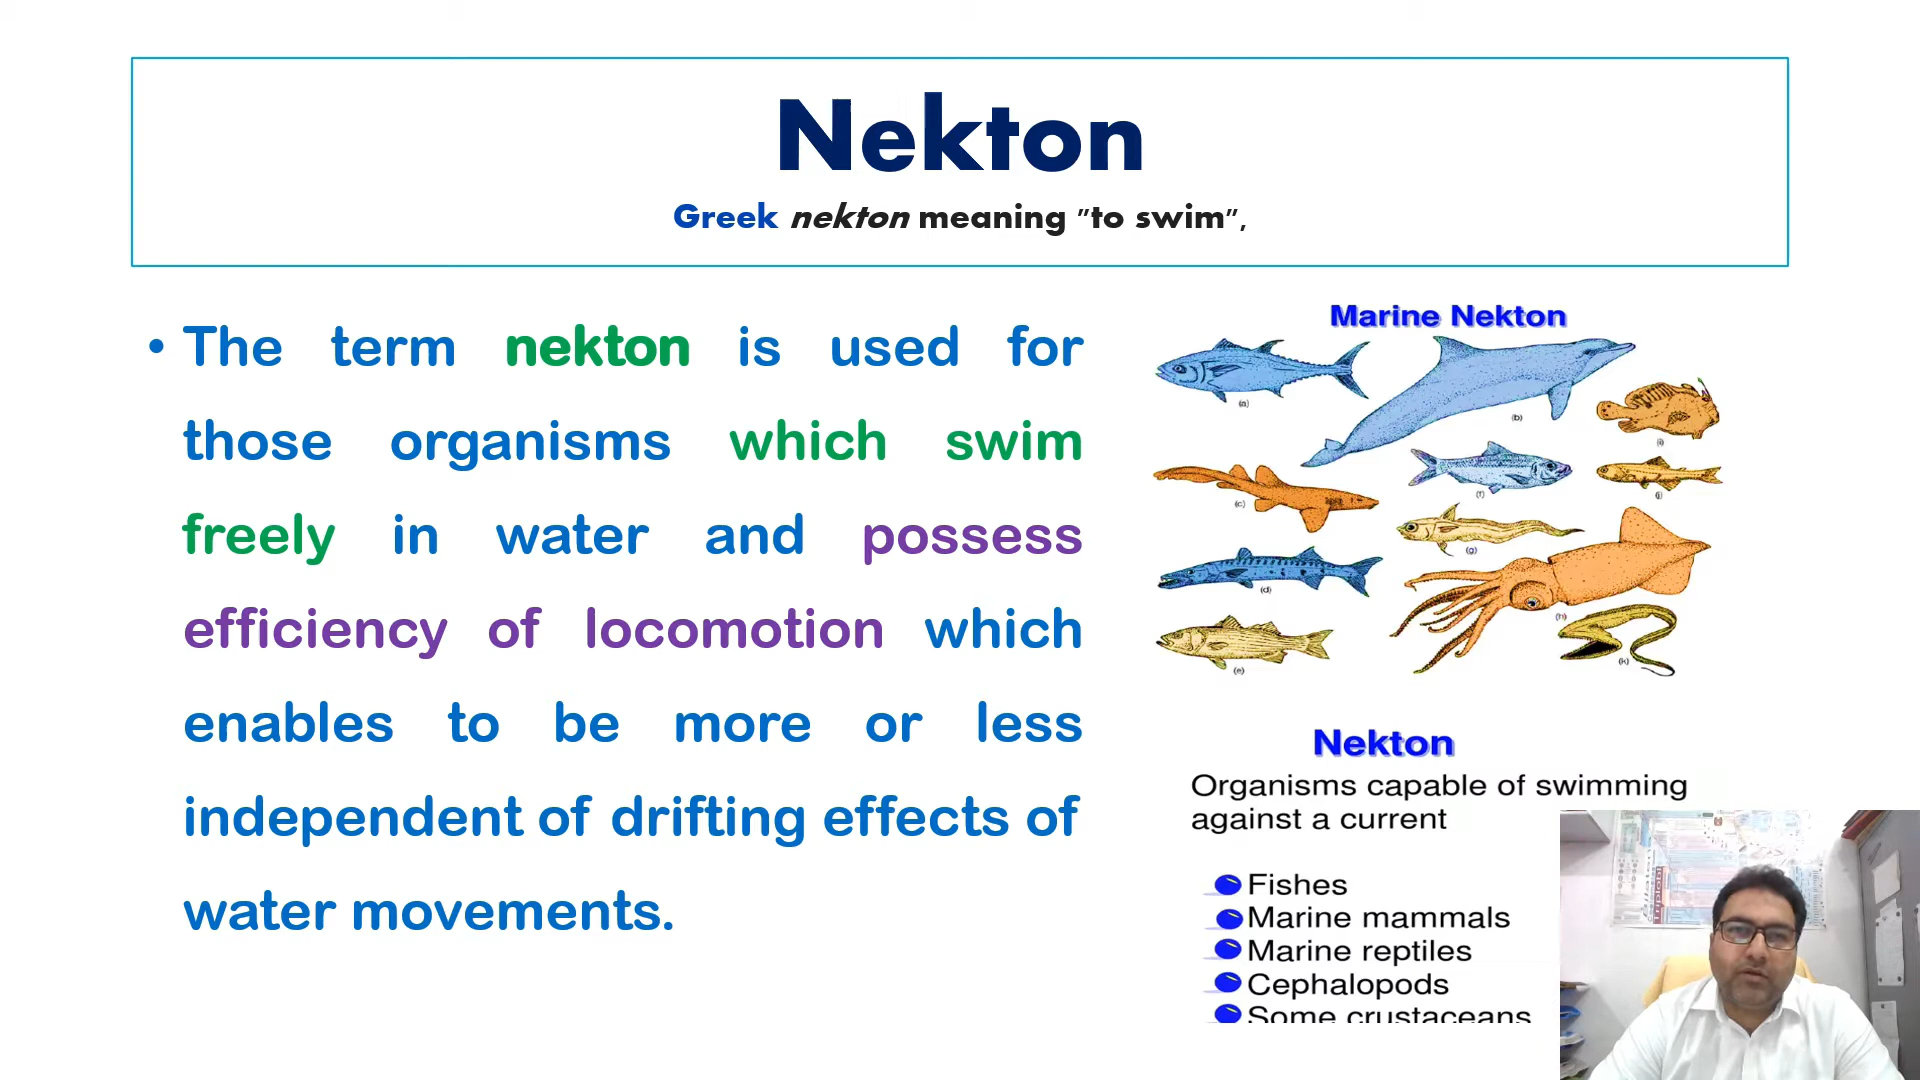 Nekton
Greek nekton meaning "to swim",
• The term nekton is used for
those organisms which swim
freely in water and possess
efficiency of locomotion which
enables to be more or less
independent of drifting effects of
water movements.
Marine Nekton
(a)
(b)
(i)
(c)
(f)
(j)
(g)
(d)
(h)
(e)
(k)
Nekton
Organisms capable of swimming
against a current
Fishes
Marine mammals
Marine reptiles
Cephalopods
Some crustaceans